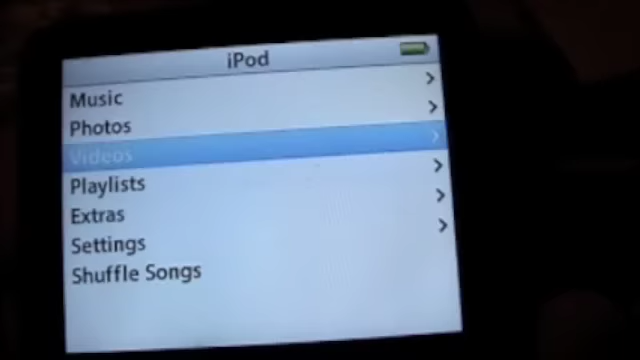 iPod
Music
Photos
Videos
Playlists
Extras
Settings
Shuffle Songs